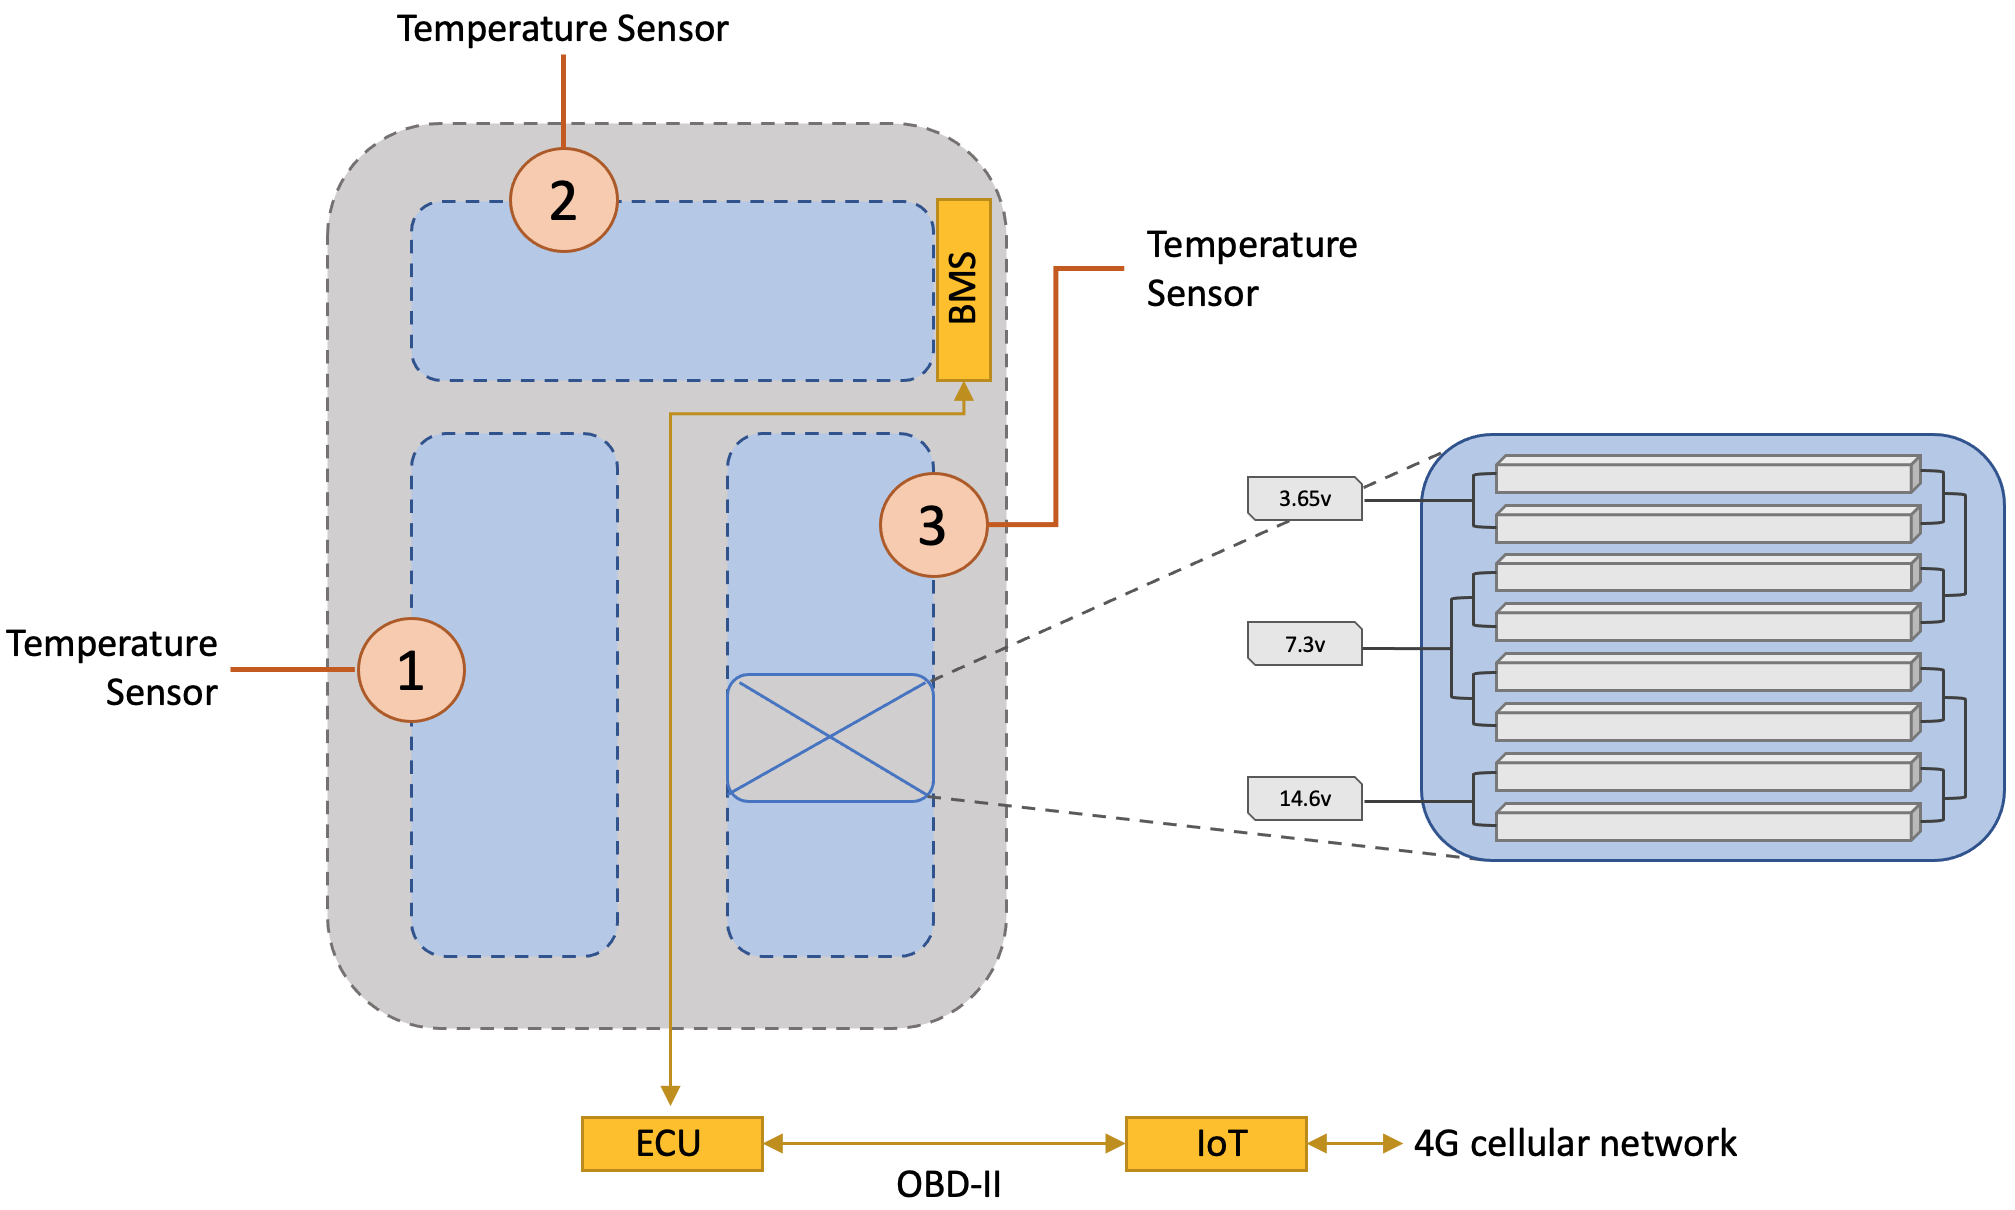 Temperature Sensor
2
BMS
Temperature
Sensor
3
3.65v
7.3v
14.6v
Temperature
Sensor
1
ECU
OBD-II
IoT
4G cellular network